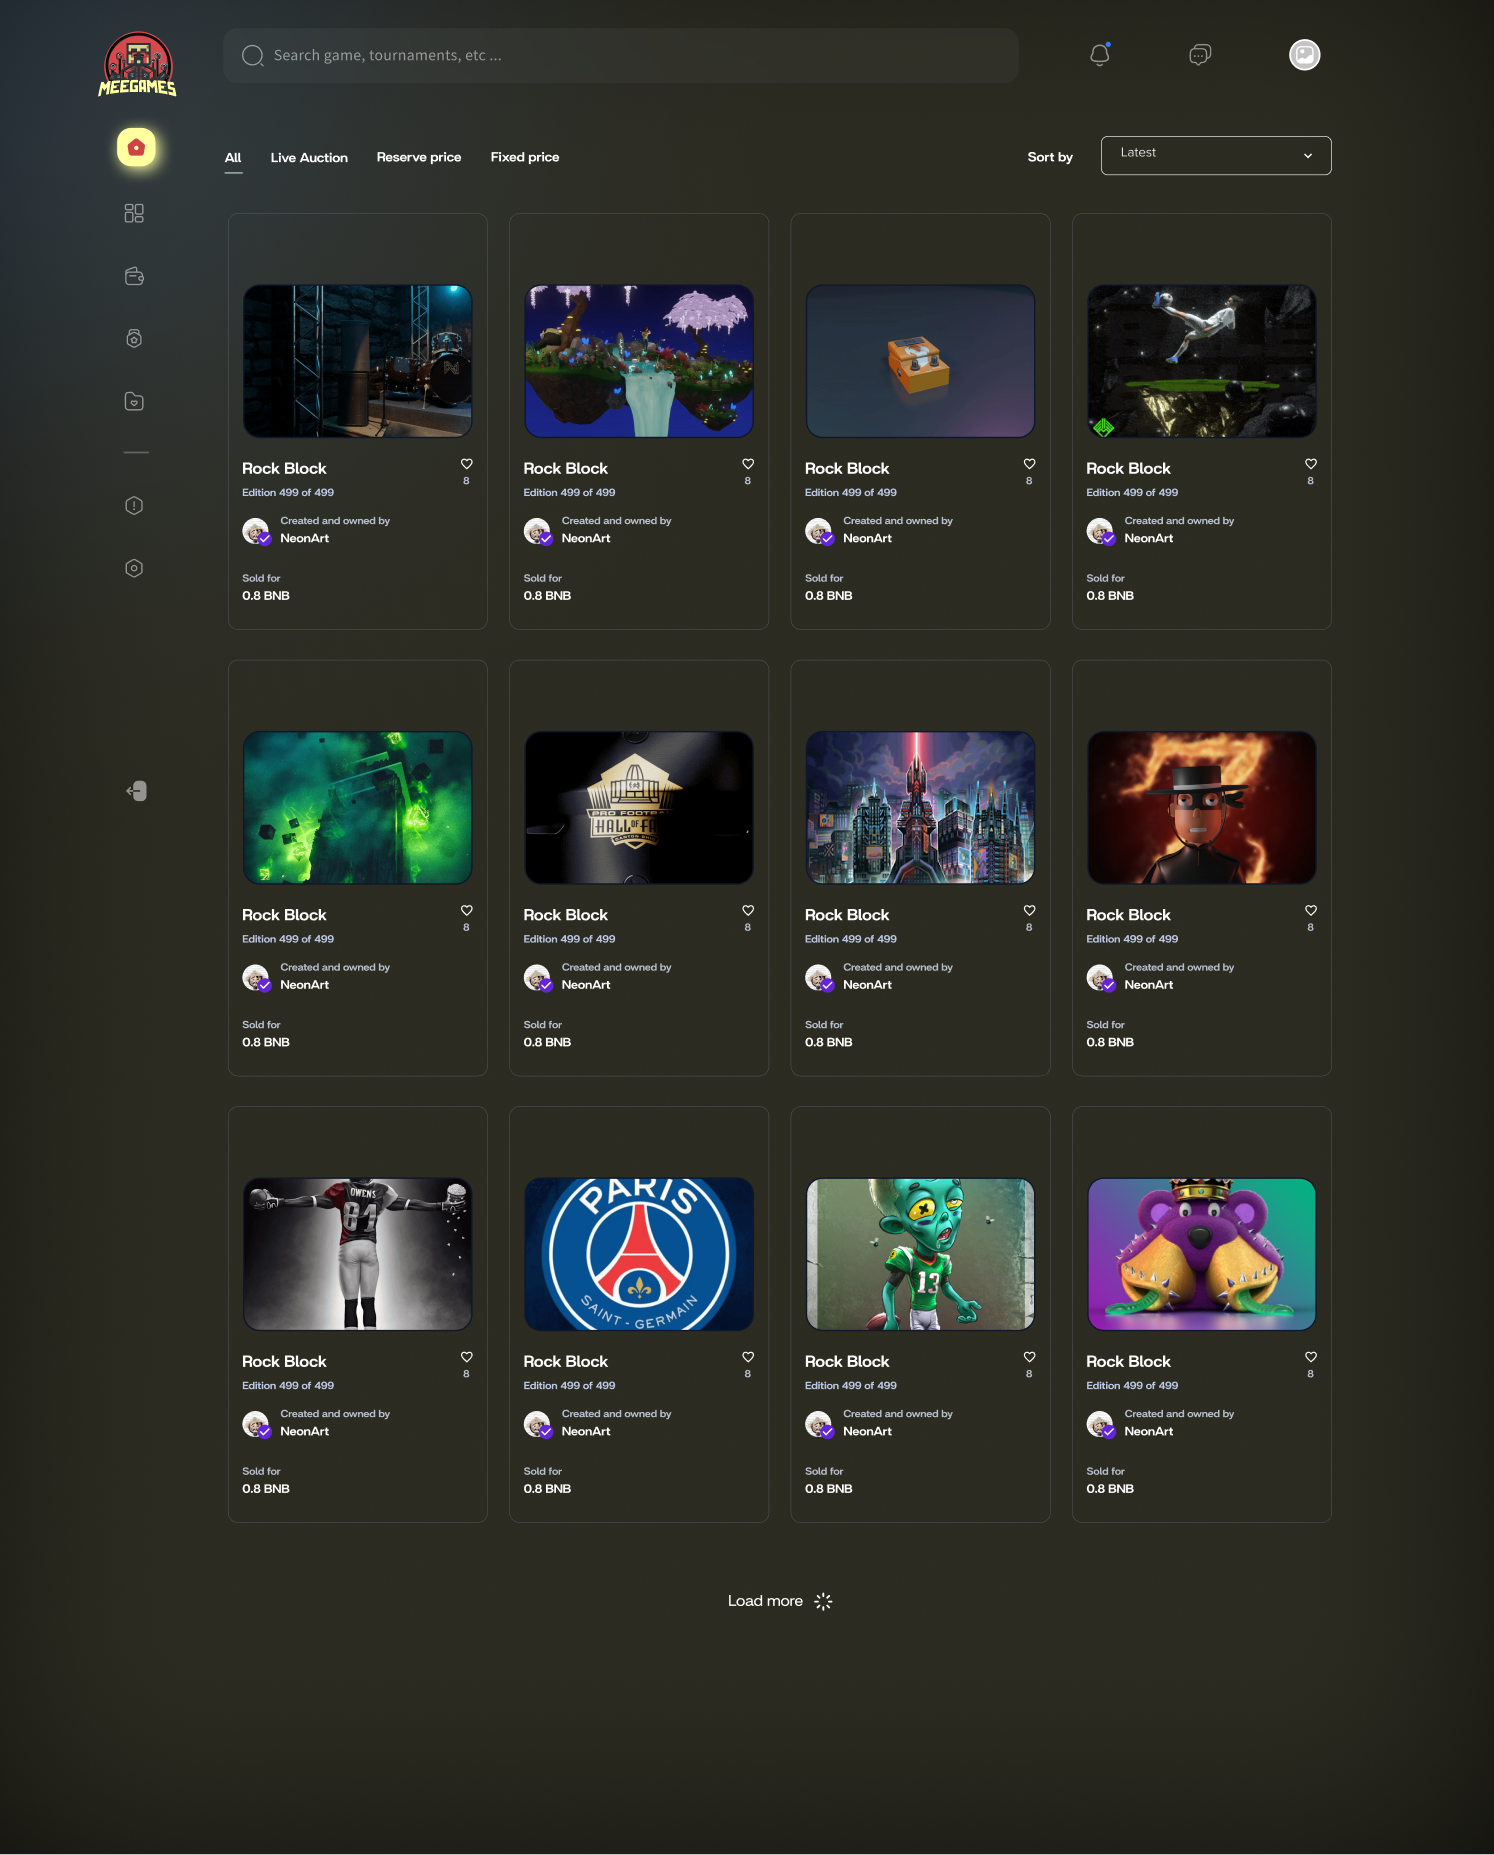 MEEGAMES
Search game, tournaments, etc ...
All
Live Auction
Reserve price
Fixed price
Sort by
Latest
Rock Block
8
Edition 499 of 499
Created and owned by
NeonArt
Sold for
0.8 BNB
Rock Block
8
Edition 499 of 499
Created and owned by
NeonArt
Sold for
0.8 BNB
Rock Block
8
Edition 499 of 499
Created and owned by
NeonArt
Sold for
0.8 BNB
Rock Block
8
Edition 499 of 499
Created and owned by
NeonArt
Sold for
0.8 BNB
Rock Block
8
Edition 499 of 499
Created and owned by
NeonArt
Sold for
0.8 BNB
PRO FOOTBA
HALL OF FA
Rock Block
8
Edition 499 of 499
Created and owned by
NeonArt
Sold for
0.8 BNB
Rock Block
8
Edition 499 of 499
Created and owned by
NeonArt
Sold for
0.8 BNB
Rock Block
8
Edition 499 of 499
Created and owned by
NeonArt
Sold for
0.8 BNB
OWENS
81
Rock Block
8
Edition 499 of 499
Created and owned by
NeonArt
Sold for
0.8 BNB
PARIS
SAINT - GERMAIN
Rock Block
8
Edition 499 of 499
Created and owned by
NeonArt
Sold for
0.8 BNB
13
Rock Block
8
Edition 499 of 499
Created and owned by
NeonArt
Sold for
0.8 BNB
Rock Block
8
Edition 499 of 499
Created and owned by
NeonArt
Sold for
0.8 BNB
Load more